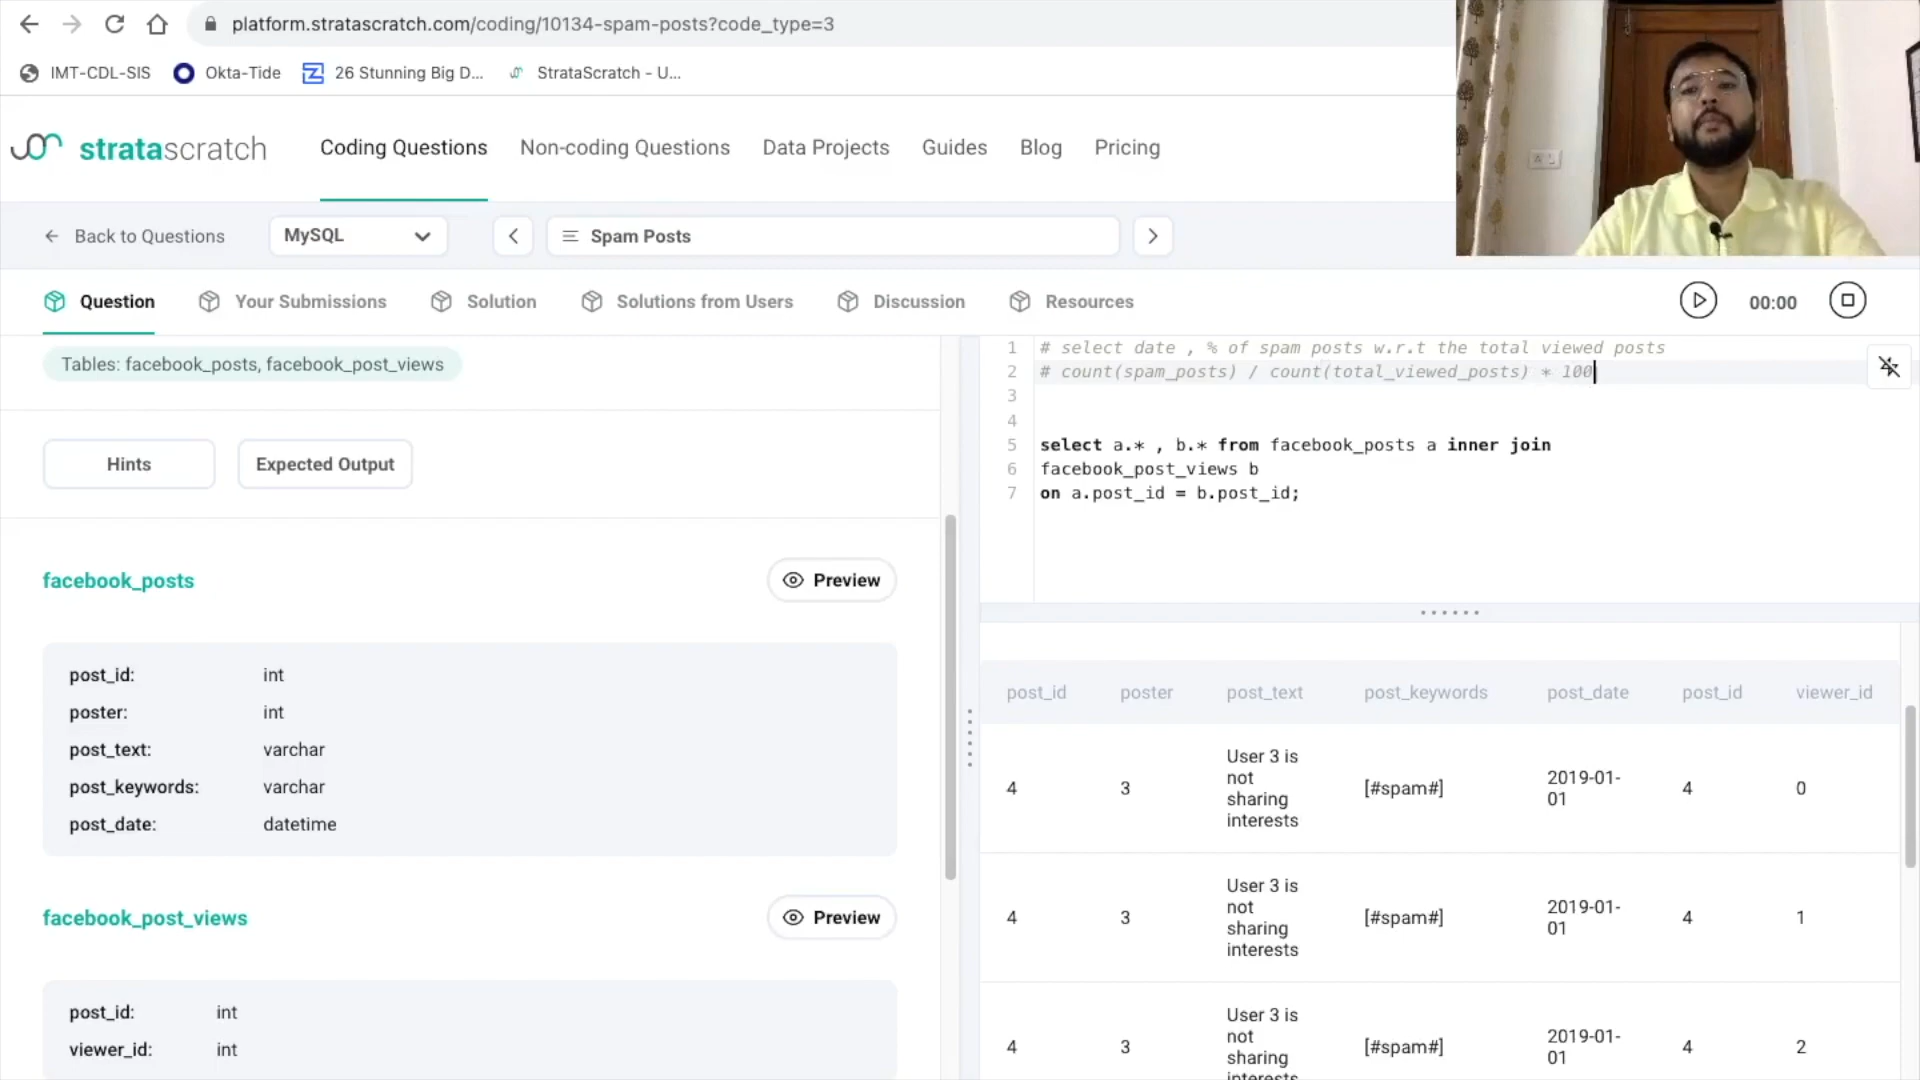 platform.stratascratch.com/coding/10134-spam-posts?code_type=3
IMT-CDL-SIS Okta-Tide 26 Stunning Big D... StrataScratch - U...
stratascratch Coding Questions Non-coding Questions Data Projects Guides Blog Pricing
Back to Questions MySQL Spam Posts
Question Your Submissions Solution Solutions from Users Discussion Resources 00:00
Tables: facebook_posts, facebook_post_views
Hints Expected Output
facebook_posts Preview
post_id: int
poster: int
post_text: varchar
post_keywords: varchar
post_date: datetime
facebook_post_views Preview
post_id: int
viewer_id: int
1 # select date , % of spam posts w.r.t the total viewed posts
2 # count(spam_posts) / count(total_viewed_posts) * 100
3
4
5 select a.* , b.* from facebook_posts a inner join
6 facebook_post_views b
7 on a.post_id = b.post_id;
post_id poster post_text post_keywords post_date post_id viewer_id
4 3 User 3 is not sharing interests [#spam#] 2019-01-01 4 0
4 3 User 3 is not sharing interests [#spam#] 2019-01-01 4 1
4 3 User 3 is not sharing interests [#spam#] 2019-01-01 4 2